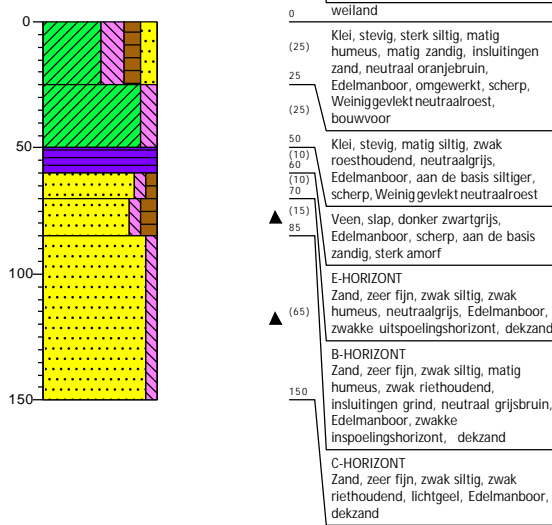 0
50
100
150
0
weiland
(25)
Klei, stevig, sterk siltig, matig
humeus, matig zandig, insluitingen
zand, neutraal oranjebruin,
Edelmanboor, omgewerkt, scherp,
Weinig gevlekt neutraalroest,
bouwvoor
25
(25)
Klei, stevig, matig siltig, zwak
roesthoudend, neutraalgrijs,
Edelmanboor, aan de basis siltiger,
scherp, Weinig gevlekt neutraalroest
50
(10)
Veen, slap, donker zwartgrijs,
Edelmanboor, scherp, aan de basis
zandig, sterk amorf
60
(10)
E-HORIZONT
Zand, zeer fijn, zwak siltig, zwak
humeus, neutraalgrijs, Edelmanboor,
zwakke uitspoelingshorizont, dekzand
70
(15)
B-HORIZONT
Zand, zeer fijn, zwak siltig, matig
humeus, zwak riethoudend,
insluitingen grind, neutraal grijsbruin,
Edelmanboor, zwakke
inspoelingshorizont, dekzand
85
(65)
C-HORIZONT
Zand, zeer fijn, zwak siltig, zwak
riethoudend, lichtgeel, Edelmanboor,
dekzand
150